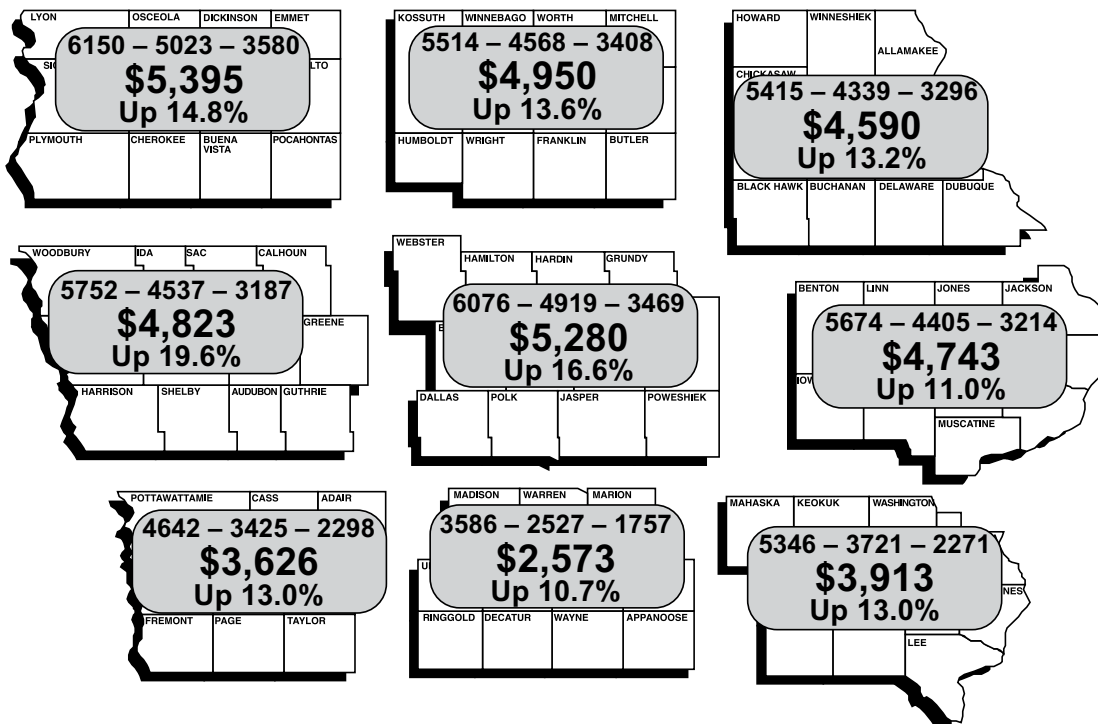 LYON OSCEOLA DICKINSON EMMET
6150 – 5023 – 3580
$5,395
Up 14.8%
PLYMOUTH CHEROKEE BUENA VISTA POCAHONTAS
KOSSUTH WINNEBAGO WORTH MITCHELL
5514 – 4568 – 3408
$4,950
Up 13.6%
HUMBOLDT WRIGHT FRANKLIN BUTLER
HOWARD WINNESHIEK
ALLAMAKEE
CHICKASAW
5415 – 4339 – 3296
$4,590
Up 13.2%
BLACK HAWK BUCHANAN DELAWARE DUBUQUE
WOODBURY IDA SAC CALHOUN
5752 – 4537 – 3187
$4,823
Up 19.6%
GREENE
HARRISON SHELBY AUDUBON GUTHRIE
WEBSTER
HAMILTON HARDIN GRUNDY
6076 – 4919 – 3469
$5,280
Up 16.6%
DALLAS POLK JASPER POWESHIEK
BENTON LINN JONES JACKSON
5674 – 4405 – 3214
$4,743
Up 11.0%
MUSCATINE
POTTAWATTAMIE CASS ADAIR
4642 – 3425 – 2298
$3,626
Up 13.0%
FREMONT PAGE TAYLOR
MADISON WARREN MARION
3586 – 2527 – 1757
$2,573
Up 10.7%
RINGGOLD DECATUR WAYNE APPANOOSE
MAHASKA KEOKUK WASHINGTON
5346 – 3721 – 2271
$3,913
Up 13.0%
LEE